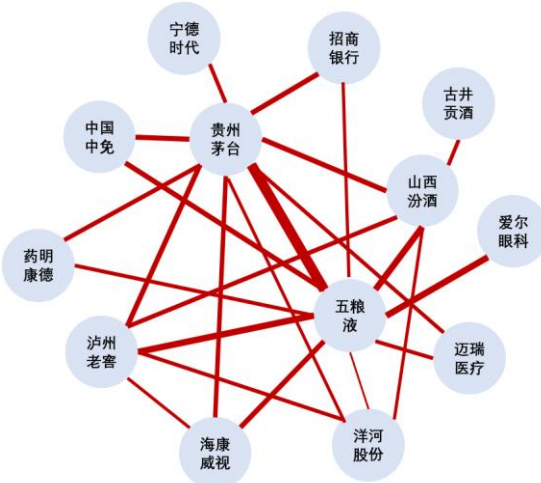 宁德
时代
招商
银行
古井
贡酒
中国
中免
贵州
茅台
山西
汾酒
爱尔
眼科
药明
康德
五粮
液
泸州
老窖
迈瑞
医疗
海康
威视
洋河
股份